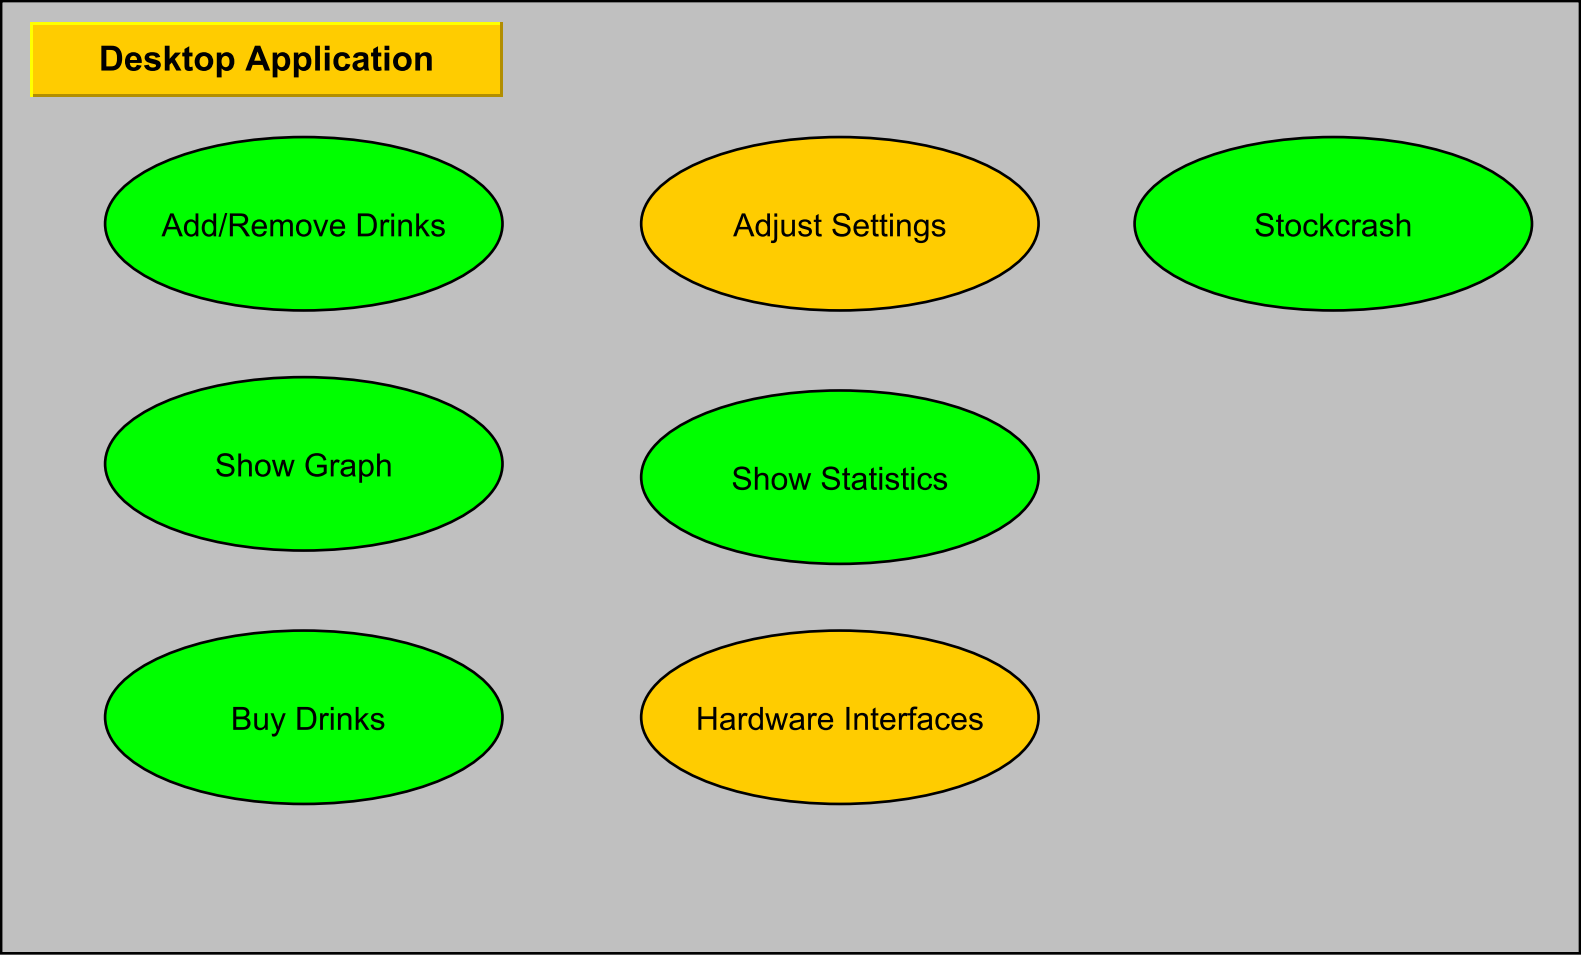 Desktop Application
Add/Remove Drinks
Adjust Settings
Stockcrash
Show Graph
Show Statistics
Buy Drinks
Hardware Interfaces